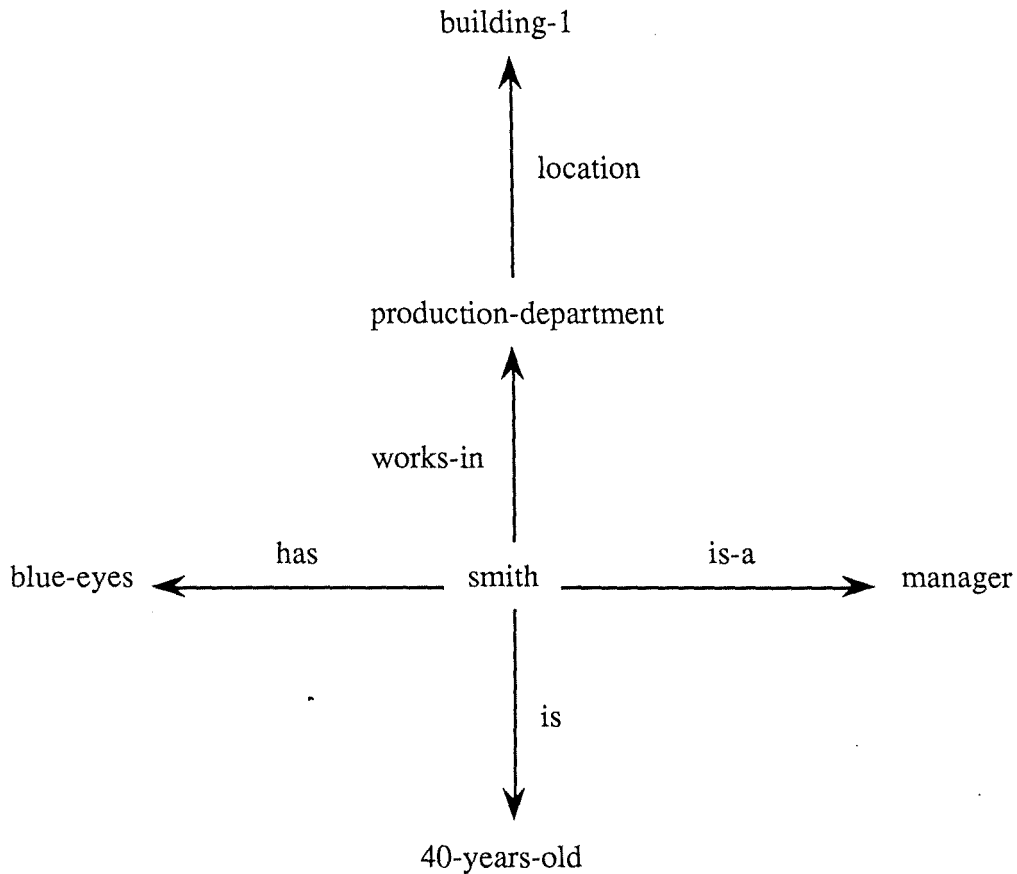 building-1
location
production-department
works-in
has
is-a
blue-eyes
smith
manager
is
40-years-old